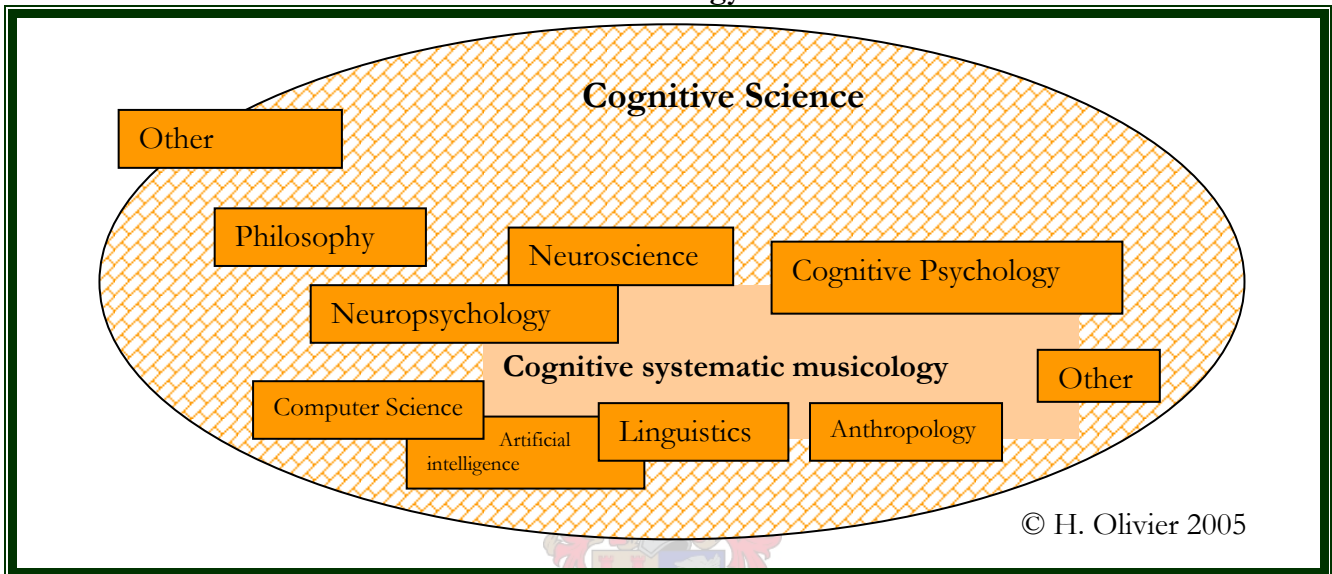 Cognitive Science
Other
Philosophy
Neuroscience
Cognitive Psychology
Neuropsychology
Cognitive systematic musicology
Other
Computer Science
Artificial
intelligence
Linguistics
Anthropology
© H. Olivier 2005